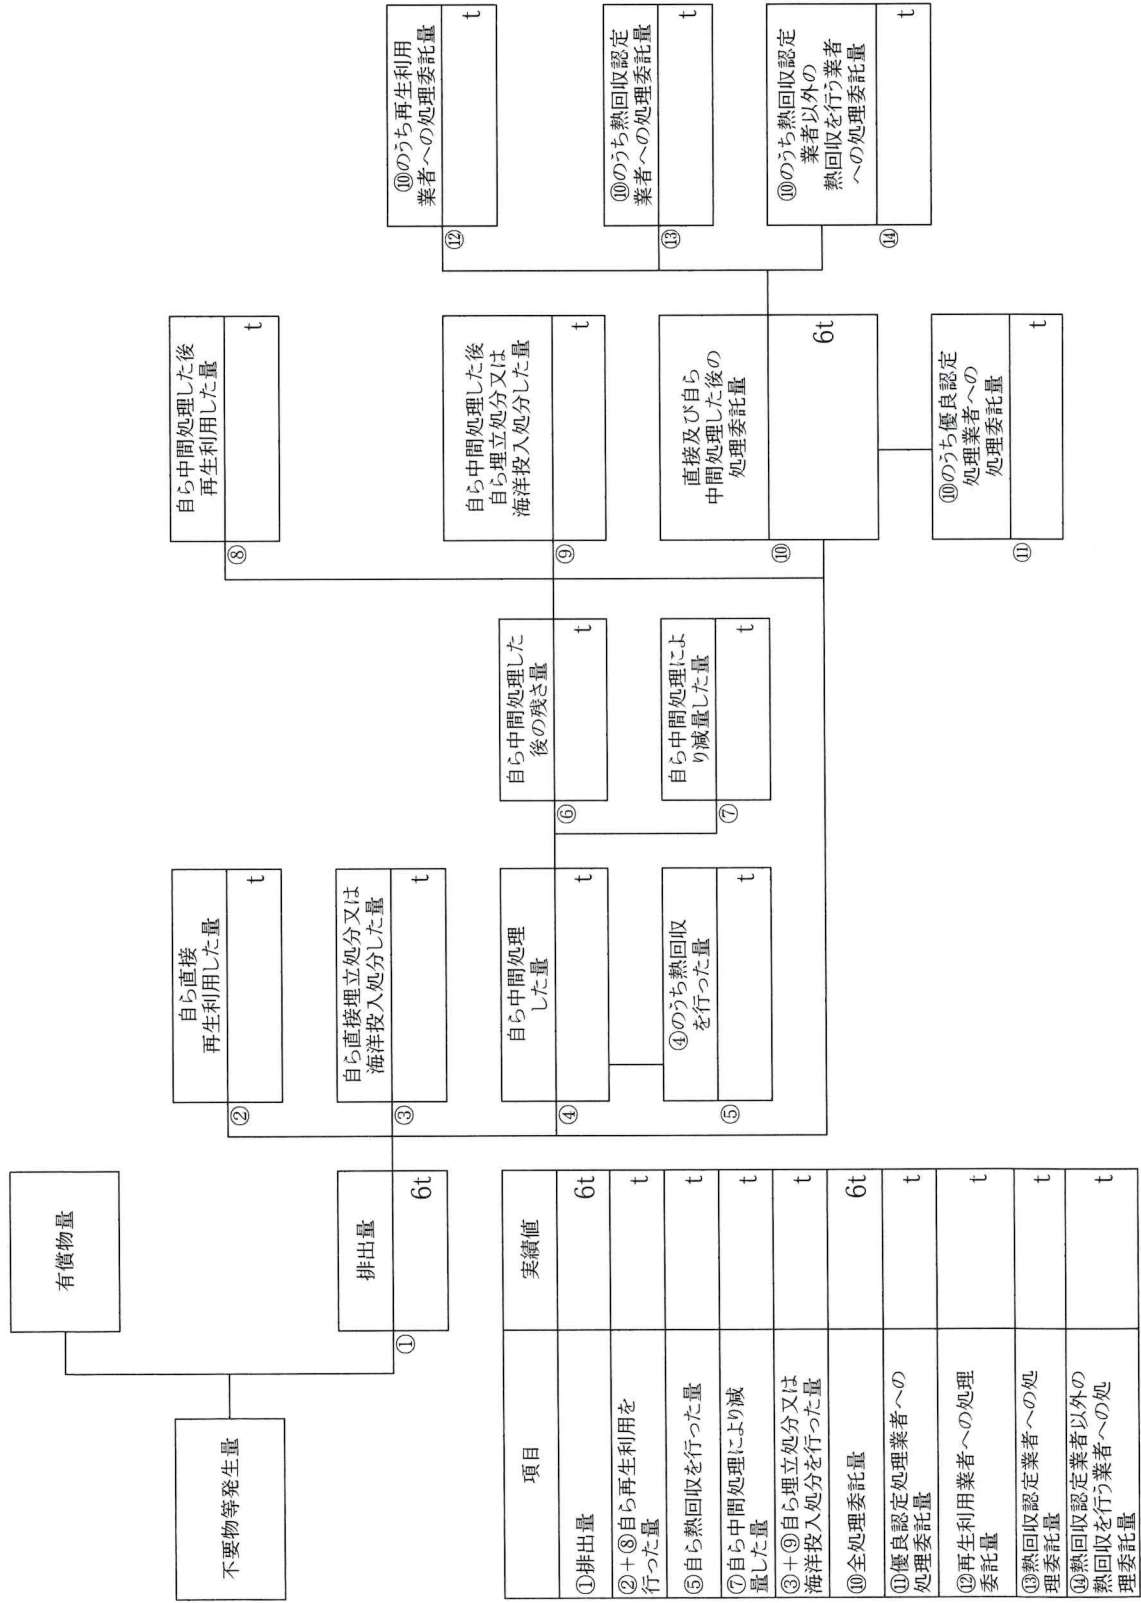 不要物等発生量
有償物量
①
排出量
6t
②
自ら直接
再生利用した量
t
③
自ら直接埋立処分又は
海洋投入処分した量
t
④
自ら中間処理
した量
t
⑤
④のうち熱回収
を行った量
t
⑥
自ら中間処理した
後の残さ量
t
⑦
自ら中間処理によ
り減量した量
t
⑧
自ら中間処理した後
再生利用した量
t
⑨
自ら中間処理した後
自ら埋立処分又は
海洋投入処分した量
t
⑩
直接及び自ら
中間処理した後の
処理委託量
6t
⑪
⑩のうち優良認定
処理業者への
処理委託量
t
⑫
⑩のうち再生利用
業者への処理委託量
t
⑬
⑩のうち熱回収認定
業者への処理委託量
t
⑭
⑩のうち熱回収認定
業者以外の
熱回収を行う業者
への処理委託量
t
項目 実績値
①排出量 6t
②+⑧自ら再生利用を
行った量 t
⑤自ら熱回収を行った量 t
⑦自ら中間処理により減
量した量 t
③+⑨自ら埋立処分又は
海洋投入処分を行った量 t
⑩全処理委託量 6t
⑪優良認定処理業者への
処理委託量 t
⑫再生利用業者への処理
委託量 t
⑬熱回収認定業者への処
理委託量 t
⑭熱回収認定業者以外の
熱回収を行う業者への処
理委託量 t